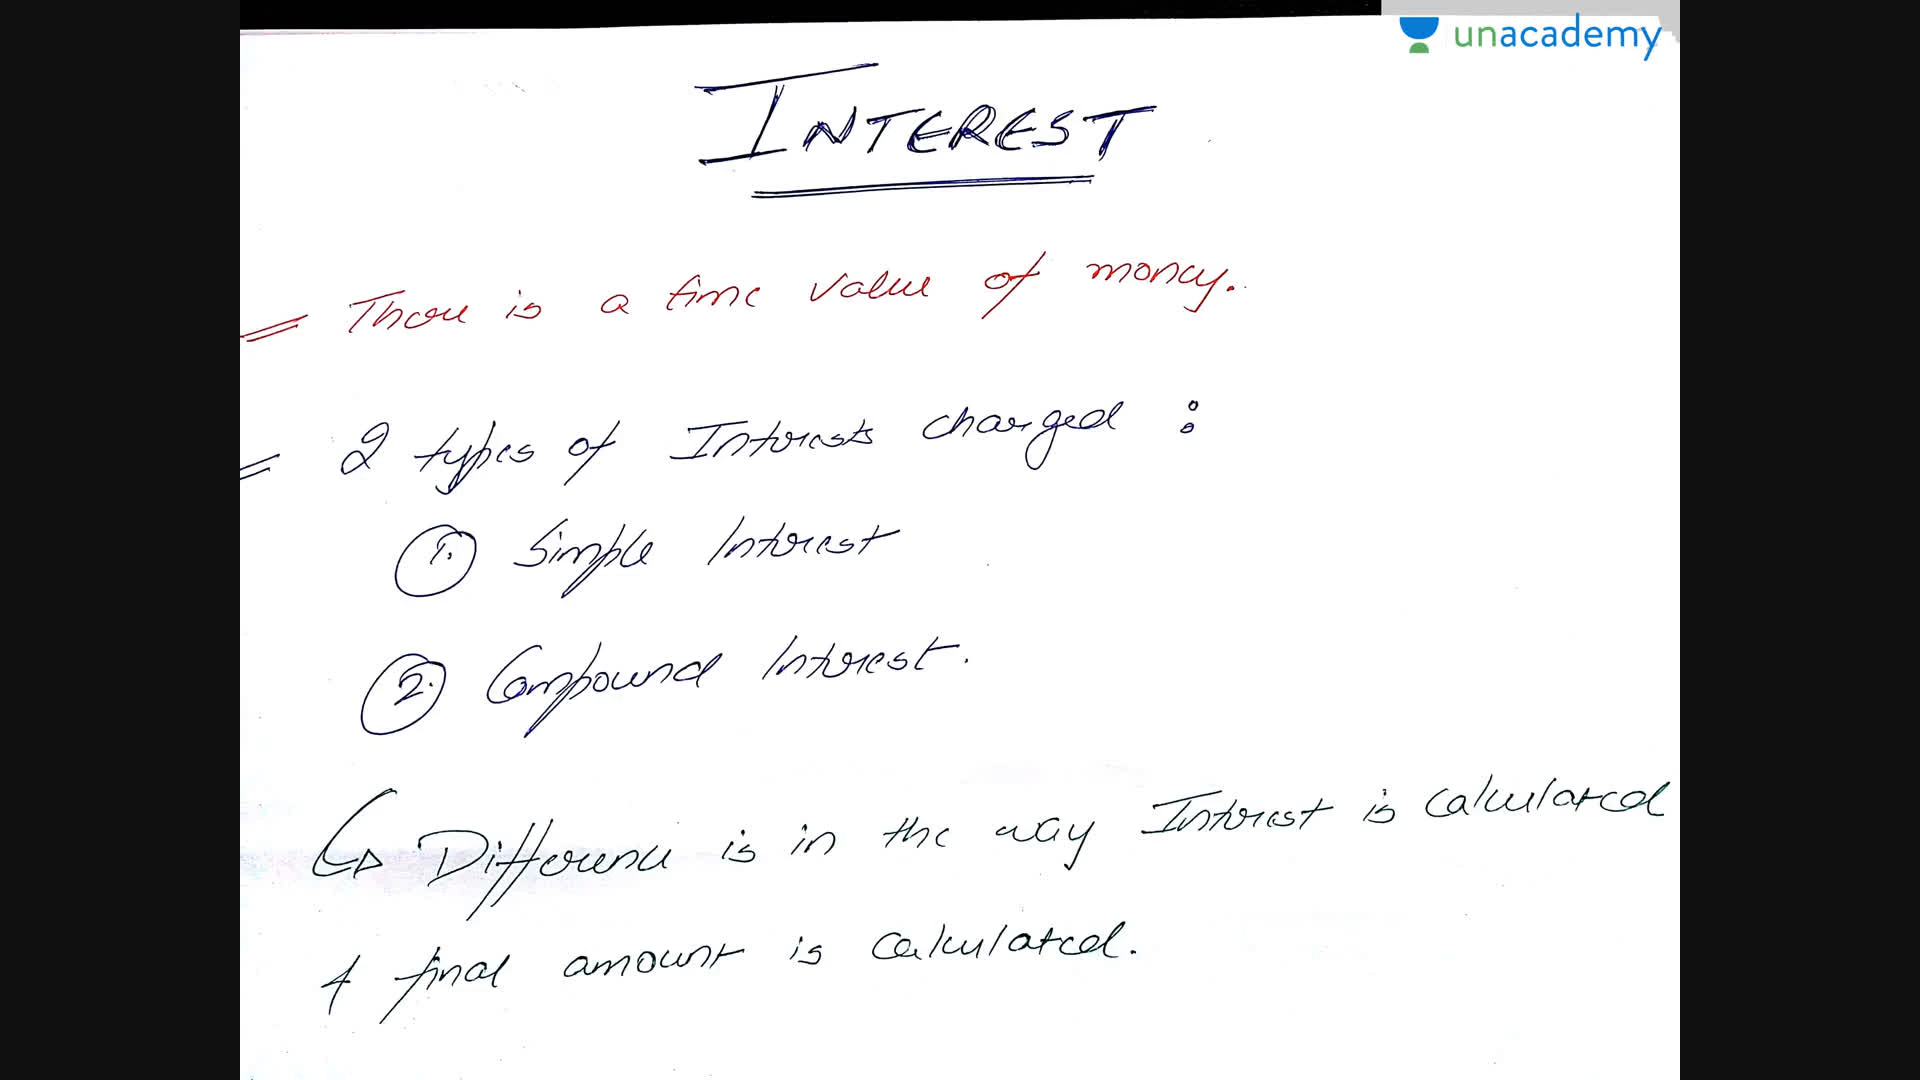 unacademy
INTEREST
= There is a time value of money.
= 2 types of Interests charged :
1. Simple Interest
2. Compound Interest.
↳ Difference is in the way Interest is calculated
& final amount is calculated.